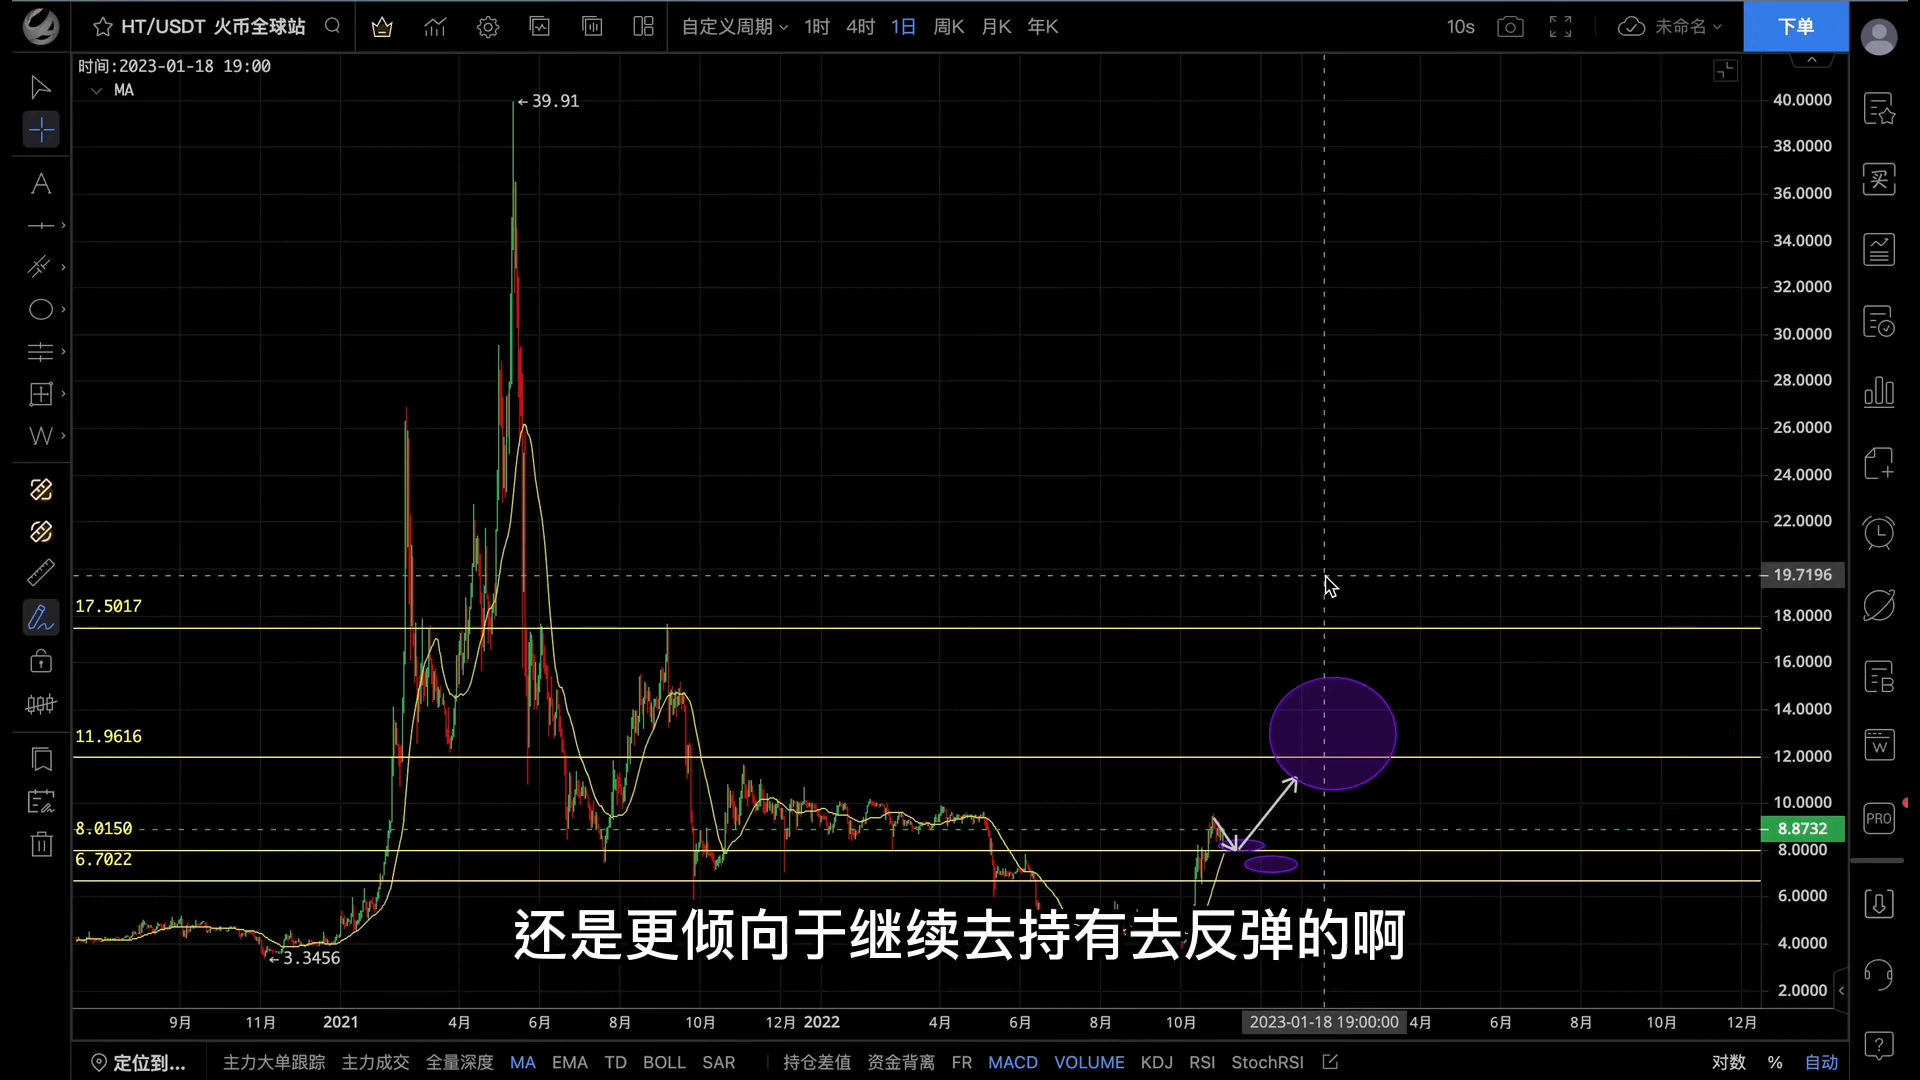 HT/USDT 火币全球站 自定义周期 1时 4时 1日 周K 月K 年K 10s 未命名 下单
时间:2023-01-18 19:00
MA
39.91
40.0000
38.0000
36.0000
34.0000
32.0000
30.0000
28.0000
26.0000
24.0000
22.0000
19.7196
17.5017
18.0000
16.0000
14.0000
11.9616
12.0000
10.0000
8.0150
8.8732
8.0000
6.7022
6.0000
还是更倾向于继续去持有去反弹的啊
4.0000
3.3456
2.0000
9月 11月 2021 4月 6月 8月 10月 12月 2022 4月 6月 8月 10月 2023-01-18 19:00:00 4月 6月 8月 10月 12月
定位到... 主力大单跟踪 主力成交 全量深度 MA EMA TD BOLL SAR 持仓差值 资金背离 FR MACD VOLUME KDJ RSI StochRSI 对数 % 自动
买
B
W
PRO
A
W